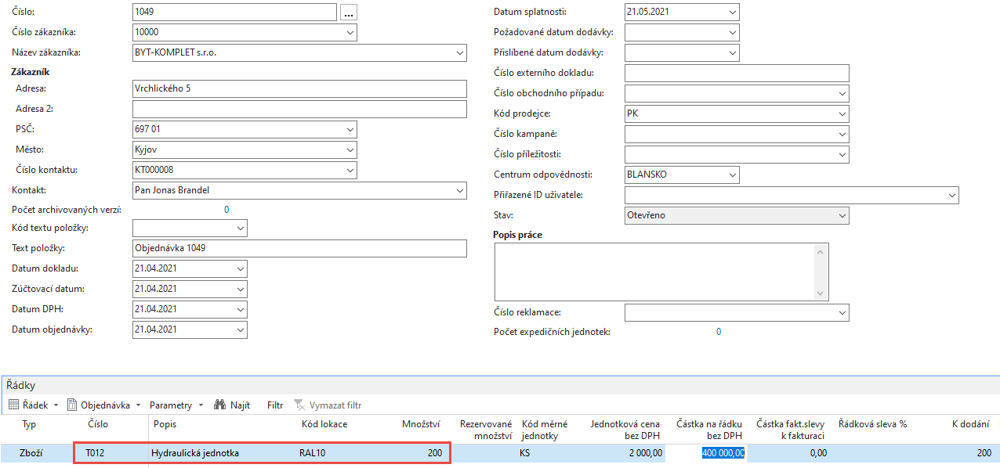 Číslo: 1049 ...
Číslo zákazníka: 10000
Název zákazníka: BYT-KOMPLET s.r.o.
Zákazník
Adresa: Vrchlického 5
Adresa 2:
PSČ: 697 01
Město: Kyjov
Číslo kontaktu: KT000008
Kontakt: Pan Jonas Brandel
Počet archivovaných verzí: 0
Kód textu položky:
Text položky: Objednávka 1049
Datum dokladu: 21.04.2021
Zúčtovací datum: 21.04.2021
Datum DPH: 21.04.2021
Datum objednávky: 21.04.2021
Datum splatnosti: 21.05.2021
Požadované datum dodávky:
Přislíbené datum dodávky:
Číslo externího dokladu:
Číslo obchodního případu:
Kód prodejce: PK
Číslo kampaně:
Číslo příležitosti:
Centrum odpovědnosti: BLANSKO
Přiřazené ID uživatele:
Stav: Otevřeno
Popis práce
Číslo reklamace:
Počet expedičních jednotek: 0
Řádky
Řádek Objednávka Parametry Najít Filtr Vymazat filtr
Typ Číslo Popis Kód lokace Množství Rezervované Kód měrné Jednotková cena Částka na řádku Částka fakt.slevy Řádková sleva % K dodání
množství jednotky bez DPH bez DPH k fakturaci
Zboží T012 Hydraulická jednotka RAL10 200 KS 2 000,00 400 000,00 0,00 200